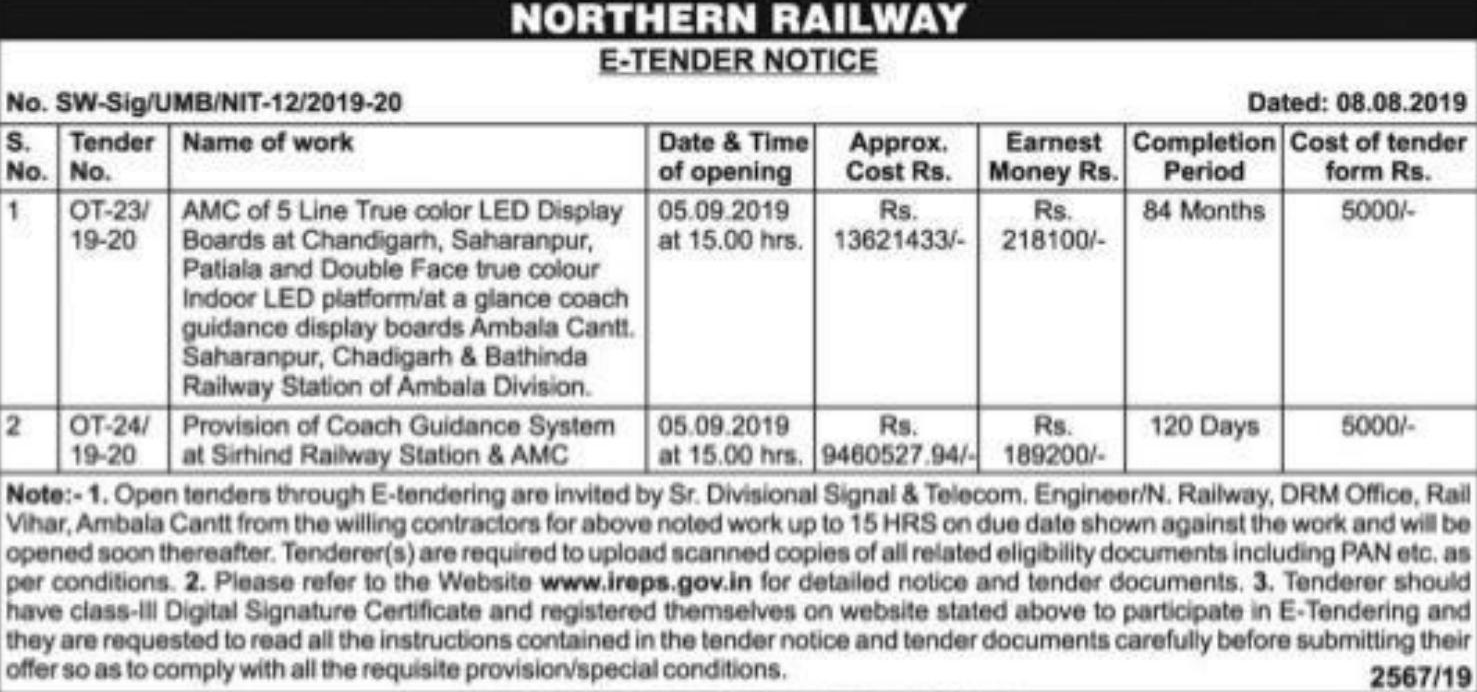 NORTHERN RAILWAY
E-TENDER NOTICE
No. SW-Sig/UMB/NIT-12/2019-20 Dated: 08.08.2019
S. No. Tender No. Name of work Date & Time of opening Approx. Cost Rs. Earnest Money Rs. Completion Period Cost of tender form Rs.
1 OT-23/ AMC of 5 Line True color LED Display 05.09.2019 Rs. Rs. 84 Months 5000/-
19-20 Boards at Chandigarh, Saharanpur, at 15.00 hrs. 13621433/- 218100/-
Patiala and Double Face true colour
Indoor LED platform/at a glance coach
guidance display boards Ambala Cantt.
Saharanpur, Chadigarh & Bathinda
Railway Station of Ambala Division.
2 OT-24/ Provision of Coach Guidance System 05.09.2019 Rs. Rs. 120 Days 5000/-
19-20 at Sirhind Railway Station & AMC at 15.00 hrs. 9460527.94/- 189200/-
Note:- 1. Open tenders through E-tendering are invited by Sr. Divisional Signal & Telecom. Engineer/N. Railway, DRM Office, Rail
Vihar, Ambala Cantt from the willing contractors for above noted work up to 15 HRS on due date shown against the work and will be
opened soon thereafter. Tenderer(s) are required to upload scanned copies of all related eligibility documents including PAN etc. as
per conditions. 2. Please refer to the Website www.ireps.gov.in for detailed notice and tender documents. 3. Tenderer should
have class-III Digital Signature Certificate and registered themselves on website stated above to participate in E-Tendering and
they are requested to read all the instructions contained in the tender notice and tender documents carefully before submitting their
offer so as to comply with all the requisite provision/special conditions.
2567/19